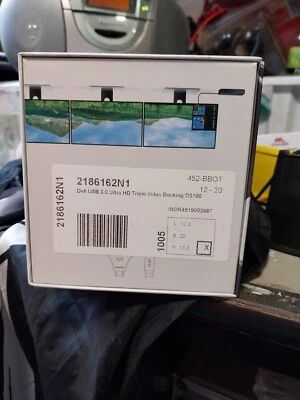 2186162N1
452-BBOT
Dell USB 3.0 Ultra HD Triple Video Docking D3100
12 - 20
2186162N1
1005
L
B
H
X